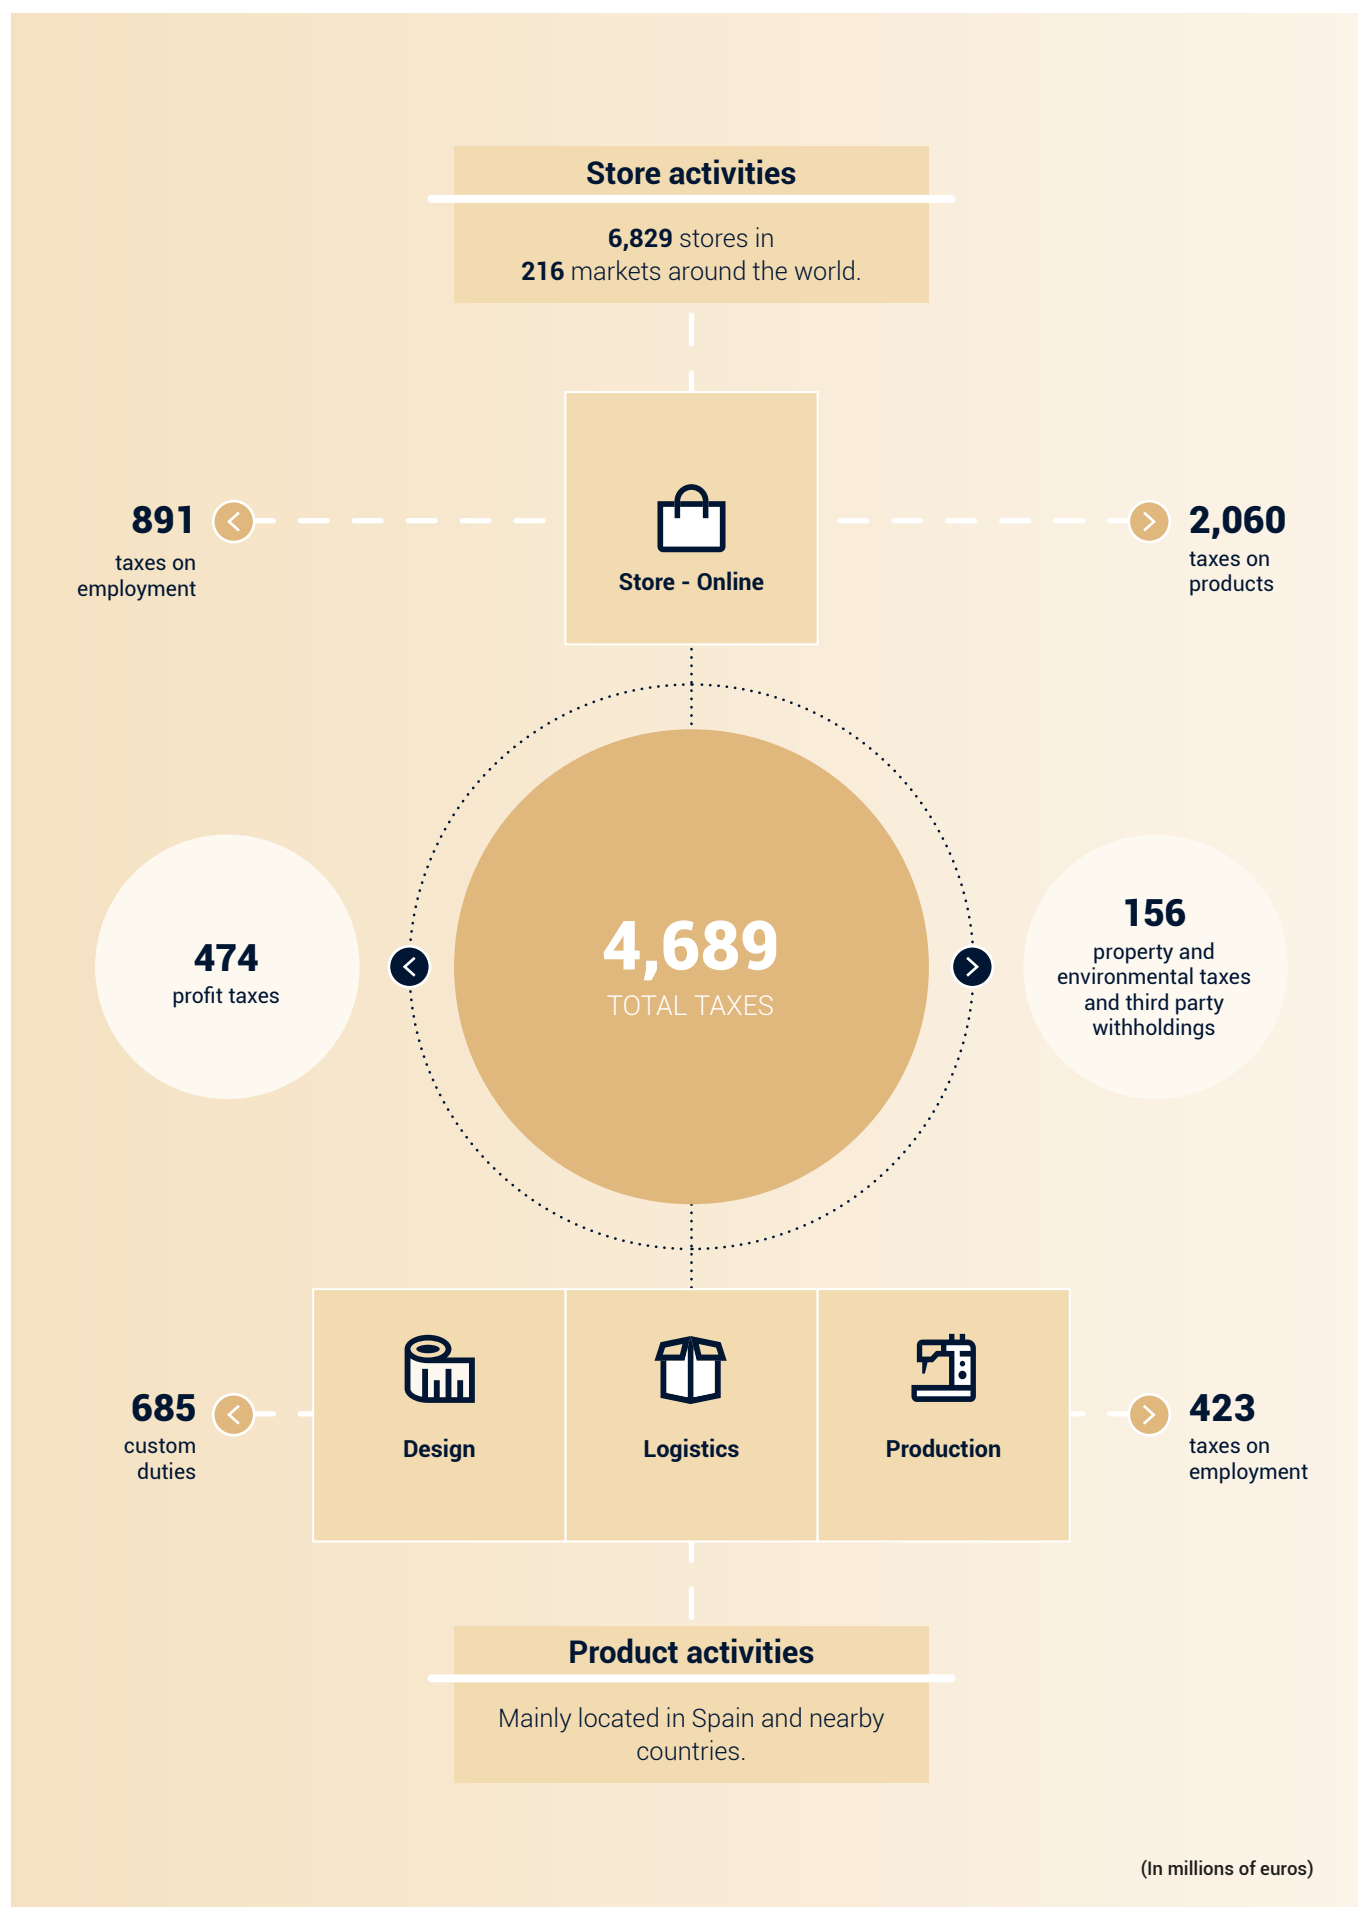 Store activities
6,829 stores in
216 markets around the world.
891
taxes on
employment
Store - Online
2,060
taxes on
products
474
profit taxes
4,689
TOTAL TAXES
156
property and
environmental taxes
and third party
withholdings
685
custom
duties
Design
Logistics
Production
423
taxes on
employment
Product activities
Mainly located in Spain and nearby
countries.
(In millions of euros)